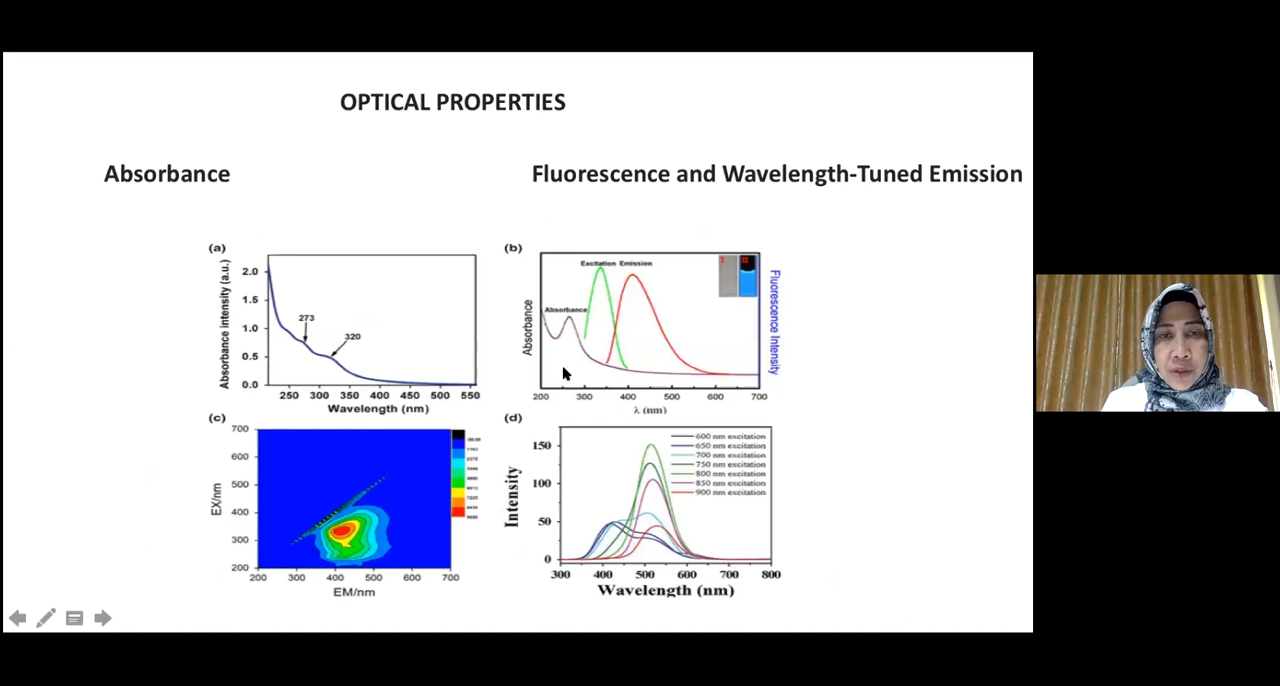 OPTICAL PROPERTIES
Absorbance
Fluorescence and Wavelength-Tuned Emission
(a)
Absorbance intensity (a.u.)
2.0
1.5
1.0
0.5
0.0
273
320
250 300 350 400 450 500 550
Wavelength (nm)
(b)
Absorbance
Excitation Emission
Absorbance
I II
Fluorescence Intensity
200 300 400 500 600 700
λ (nm)
(c)
EX/nm
700
600
500
400
300
200
200 300 400 500 600 700
EM/nm
(d)
Intensity
150
100
50
0
600 nm excitation
650 nm excitation
700 nm excitation
750 nm excitation
800 nm excitation
850 nm excitation
900 nm excitation
300 400 500 600 700 800
Wavelength (nm)